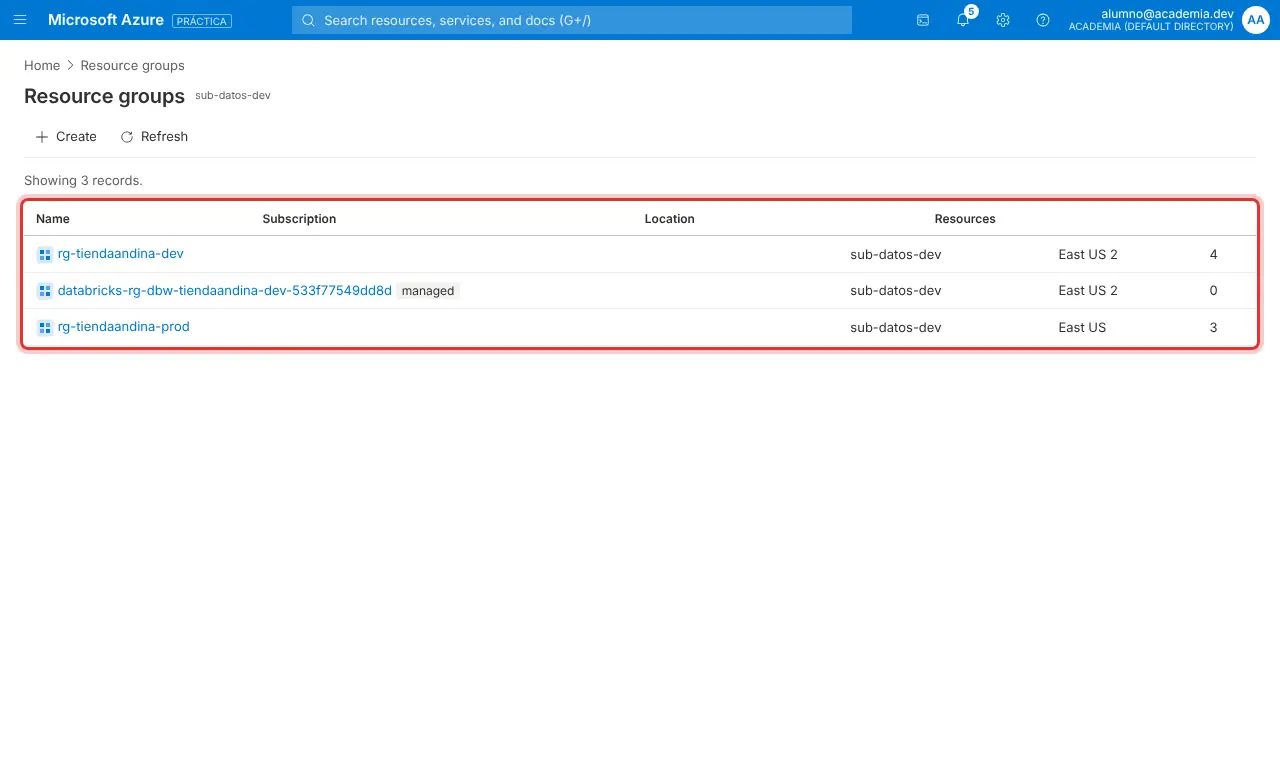 Microsoft Azure PRÁCTICA Search resources, services, and docs (G+/) 5 alumno@academia.dev
ACADEMIA (DEFAULT DIRECTORY) AA
Home > Resource groups
Resource groups sub-datos-dev
+ Create Refresh
Showing 3 records.
Name Subscription Location Resources
rg-tiendaandina-dev sub-datos-dev East US 2 4
databricks-rg-dbw-tiendaandina-dev-533f77549dd8d managed sub-datos-dev East US 2 0
rg-tiendaandina-prod sub-datos-dev East US 3